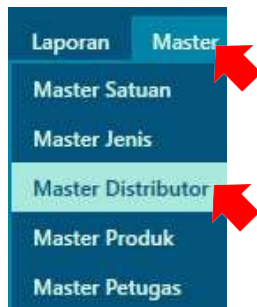 Laporan Master
Master Satuan
Master Jenis
Master Distributor
Master Produk
Master Petugas